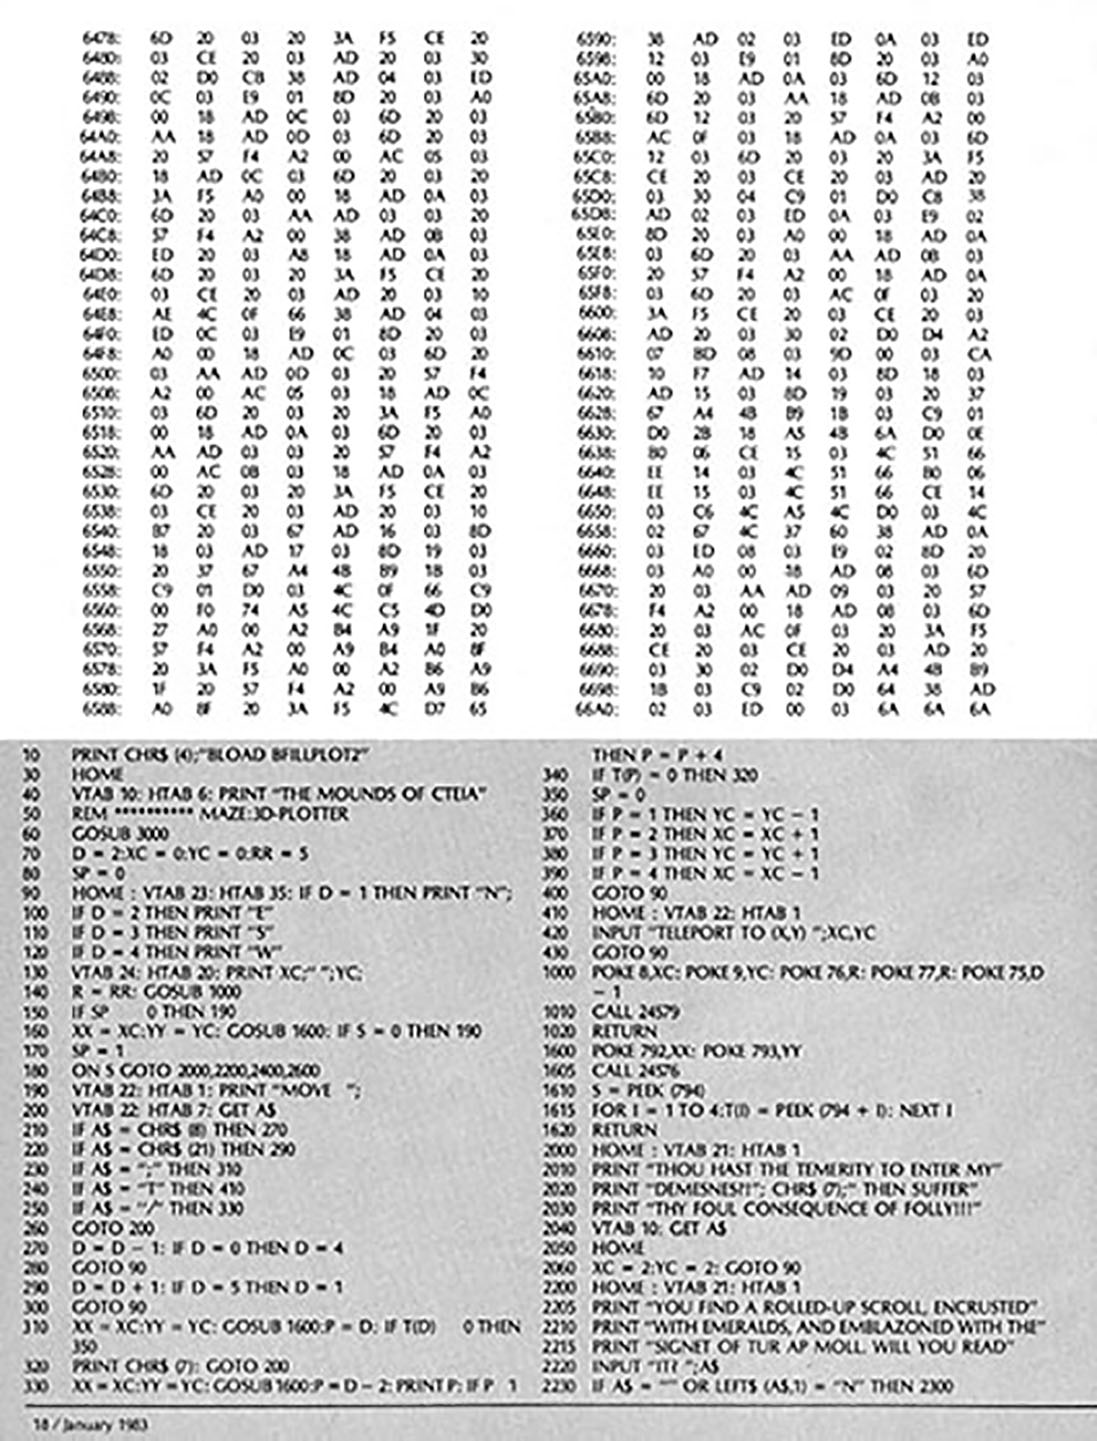 6478: 6D 20 03 20 3A F5 CE 20
6480: 03 CE 20 03 AD 20 03 30
6488: 02 D0 CB 38 AD 04 03 ED
6490: 0C 03 E9 01 8D 20 03 A0
6498: 00 18 AD 0C 03 6D 20 03
64A0: AA 18 AD 0D 03 6D 20 03
64A8: 20 57 F4 A2 00 AC 05 03
64B0: 18 AD 0C 03 6D 20 03 20
64B8: 3A F5 A0 00 18 AD 0A 03
64C0: 6D 20 03 AA AD 03 03 20
64C8: 57 F4 A2 00 38 AD 0B 03
64D0: ED 20 03 A8 18 AD 0A 03
64D8: 6D 20 03 20 3A F5 CE 20
64E0: 03 CE 20 03 AD 20 03 10
64E8: AE 4C 0F 66 38 AD 04 03
64F0: ED 0C 03 E9 01 8D 20 03
64F8: A0 00 18 AD 0C 03 6D 20
6500: 03 AA AD 0D 03 20 57 F4
6508: A2 00 AC 05 03 18 AD 0C
6510: 03 6D 20 03 20 3A F5 A0
6518: 00 18 AD 0A 03 6D 20 03
6520: AA AD 03 03 20 57 F4 A2
6528: 00 AC 0B 03 18 AD 0A 03
6530: 6D 20 03 20 3A F5 CE 20
6538: 03 CE 20 03 AD 20 03 10
6540: B7 20 03 67 AD 16 03 8D
6548: 18 03 AD 17 03 8D 19 03
6550: 20 37 67 A4 4B B9 1B 03
6558: C9 01 D0 03 4C 0F 66 C9
6560: 00 F0 74 A5 4C C5 4D D0
6568: 27 A0 00 A2 B4 A9 1F 20
6570: 57 F4 A2 00 A9 B4 A0 8F
6578: 20 3A F5 A0 00 A2 B6 A9
6580: 1F 20 57 F4 A2 00 A9 B6
6588: A0 8F 20 3A F5 4C D7 65
6590: 38 AD 02 03 ED 0A 03 ED
6598: 12 03 E9 01 8D 20 03 A0
65A0: 00 18 AD 0A 03 6D 12 03
65A8: 6D 20 03 AA 18 AD 0B 03
65B0: 6D 12 03 20 57 F4 A2 00
65B8: AC 0F 03 18 AD 0A 03 6D
65C0: 12 03 6D 20 03 20 3A F5
65C8: CE 20 03 CE 20 03 AD 20
65D0: 03 30 04 C9 01 D0 C8 38
65D8: AD 02 03 ED 0A 03 E9 02
65E0: 8D 20 03 A0 00 18 AD 0A
65E8: 03 6D 20 03 AA AD 0B 03
65F0: 20 57 F4 A2 00 18 AD 0A
65F8: 03 6D 20 03 AC 0F 03 20
6600: 3A F5 CE 20 03 CE 20 03
6608: AD 20 03 30 02 D0 D4 A2
6610: 07 BD 08 03 9D 00 03 CA
6618: 10 F7 AD 14 03 8D 18 03
6620: AD 15 03 8D 19 03 20 37
6628: 67 A4 4B B9 1B 03 C9 01
6630: D0 2B 18 A5 4B 6A D0 0E
6638: B0 06 CE 15 03 4C 51 66
6640: EE 14 03 4C 51 66 B0 06
6648: EE 15 03 4C 51 66 CE 14
6650: 03 C6 4C A5 4C D0 03 4C
6658: 02 67 4C 37 60 38 AD 0A
6660: 03 ED 08 03 E9 02 8D 20
6668: 03 A0 00 18 AD 08 03 6D
6670: 20 03 AA AD 09 03 20 57
6678: F4 A2 00 18 AD 08 03 6D
6680: 20 03 AC 0F 03 20 3A F5
6688: CE 20 03 CE 20 03 AD 20
6690: 03 30 02 D0 D4 A4 4B B9
6698: 1B 03 C9 02 D0 64 38 AD
66A0: 02 03 ED 00 03 6A 6A 6A
10 PRINT CHR$ (4);"BLOAD BFILLPLOT2"
30 HOME
40 VTAB 10: HTAB 6: PRINT "THE MOUNDS OF CTEIA"
50 REM ********** MAZE:3D-PLOTTER
60 GOSUB 3000
70 D = 2:XC = 0:YC = 0:RR = 5
80 SP = 0
90 HOME : VTAB 23: HTAB 35: IF D = 1 THEN PRINT "N";
100 IF D = 2 THEN PRINT "E"
110 IF D = 3 THEN PRINT "S"
120 IF D = 4 THEN PRINT "W"
130 VTAB 24: HTAB 20: PRINT XC;" ";YC;
140 R = RR: GOSUB 1000
150 IF SP 0 THEN 190
160 XX = XC:YY = YC: GOSUB 1600: IF S = 0 THEN 190
170 SP = 1
180 ON S GOTO 2000,2200,2400,2600
190 VTAB 22: HTAB 1: PRINT "MOVE ";
200 VTAB 22: HTAB 7: GET A$
210 IF A$ = CHR$ (8) THEN 270
220 IF A$ = CHR$ (21) THEN 290
230 IF A$ = ";" THEN 310
240 IF A$ = "T" THEN 410
250 IF A$ = "/" THEN 330
260 GOTO 200
270 D = D - 1: IF D = 0 THEN D = 4
280 GOTO 90
290 D = D + 1: IF D = 5 THEN D = 1
300 GOTO 90
310 XX = XC:YY = YC: GOSUB 1600:P = D: IF T(D) 0 THEN
350
320 PRINT CHR$ (7): GOTO 200
330 XX = XC:YY = YC: GOSUB 1600:P = D - 2: PRINT P: IF P 1
THEN P = P + 4
340 IF T(P) = 0 THEN 320
350 SP = 0
360 IF P = 1 THEN YC = YC - 1
370 IF P = 2 THEN XC = XC + 1
380 IF P = 3 THEN YC = YC + 1
390 IF P = 4 THEN XC = XC - 1
400 GOTO 90
410 HOME : VTAB 22: HTAB 1
420 INPUT "TELEPORT TO (X,Y) ";XC,YC
430 GOTO 90
1000 POKE 8,XC: POKE 9,YC: POKE 76,R: POKE 77,R: POKE 75,D
- 1
1010 CALL 24579
1020 RETURN
1600 POKE 792,XX: POKE 793,YY
1605 CALL 24576
1610 S = PEEK (794)
1615 FOR I = 1 TO 4:T(I) = PEEK (794 + I): NEXT I
1620 RETURN
2000 HOME : VTAB 21: HTAB 1
2010 PRINT "THOU HAST THE TEMERITY TO ENTER MY"
2020 PRINT "DEMESNES?!"; CHR$ (7);" THEN SUFFER"
2030 PRINT "THY FOUL CONSEQUENCE OF FOLLY!!!"
2040 VTAB 10: GET A$
2050 HOME
2060 XC = 2:YC = 2: GOTO 90
2200 HOME : VTAB 21: HTAB 1
2205 PRINT "YOU FIND A ROLLED-UP SCROLL, ENCRUSTED"
2210 PRINT "WITH EMERALDS, AND EMBLAZONED WITH THE"
2215 PRINT "SIGNET OF TUR AP MOLL. WILL YOU READ"
2220 INPUT "IT? ";A$
2230 IF A$ = "" OR LEFT$ (A$,1) = "N" THEN 2300
18 / January 1983